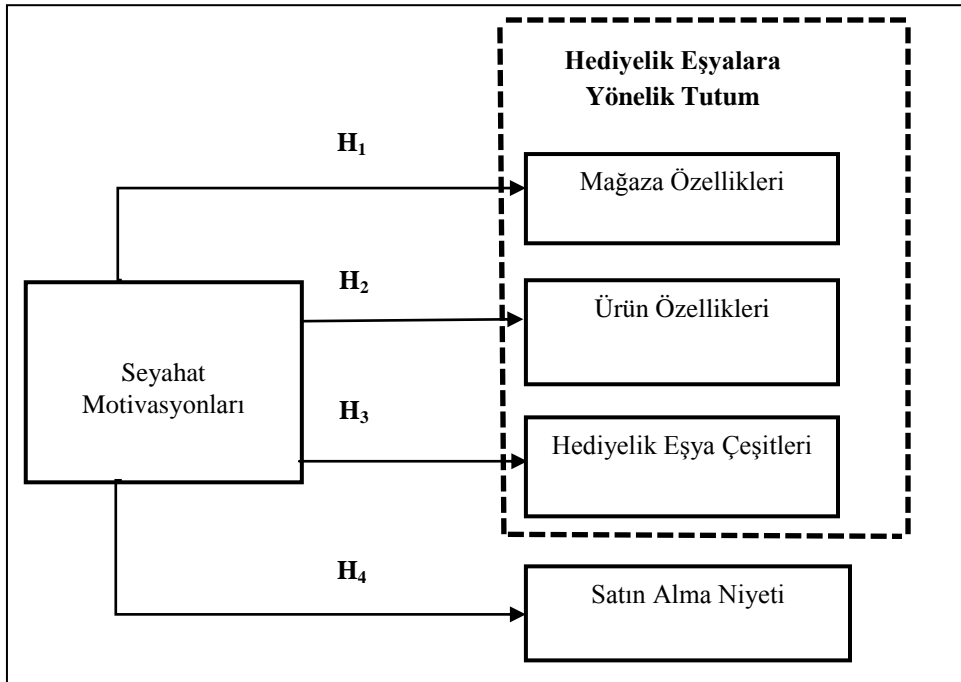 Hediyelik Eşyalara
Yönelik Tutum
H₁
Mağaza Özellikleri
H₂
Ürün Özellikleri
Seyahat
Motivasyonları
H₃
Hediyelik Eşya Çeşitleri
H₄
Satın Alma Niyeti